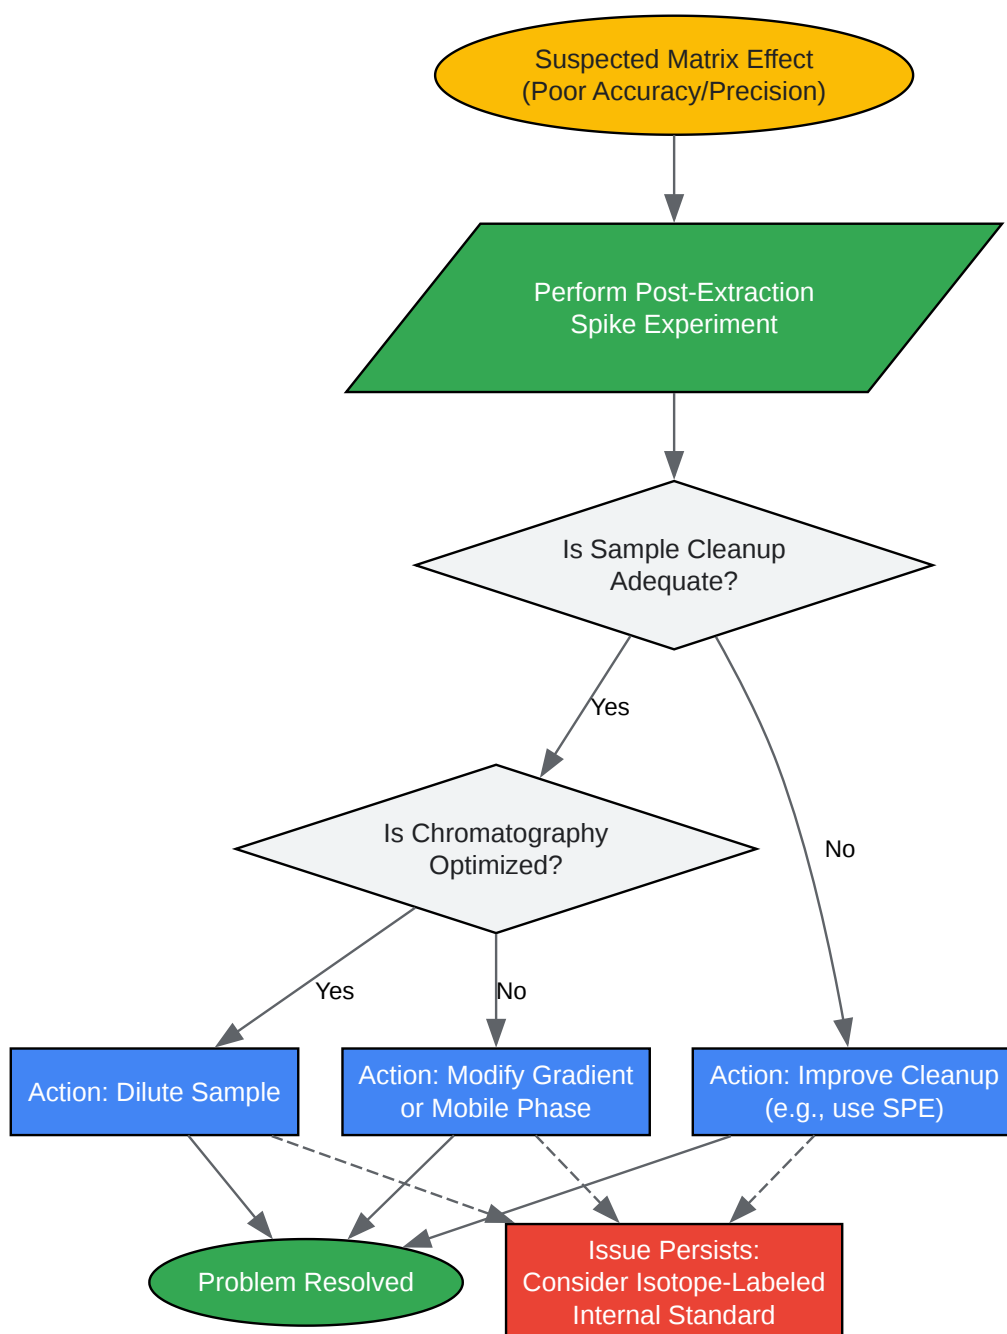 Suspected Matrix Effect
(Poor Accuracy/Precision)
Perform Post-Extraction
Spike Experiment
Is Sample Cleanup
Adequate?
Yes
Is Chromatography
Optimized?
No
Yes
No
Action: Dilute Sample
Action: Modify Gradient
or Mobile Phase
Action: Improve Cleanup
(e.g., use SPE)
Problem Resolved
Issue Persists:
Consider Isotope-Labeled
Internal Standard